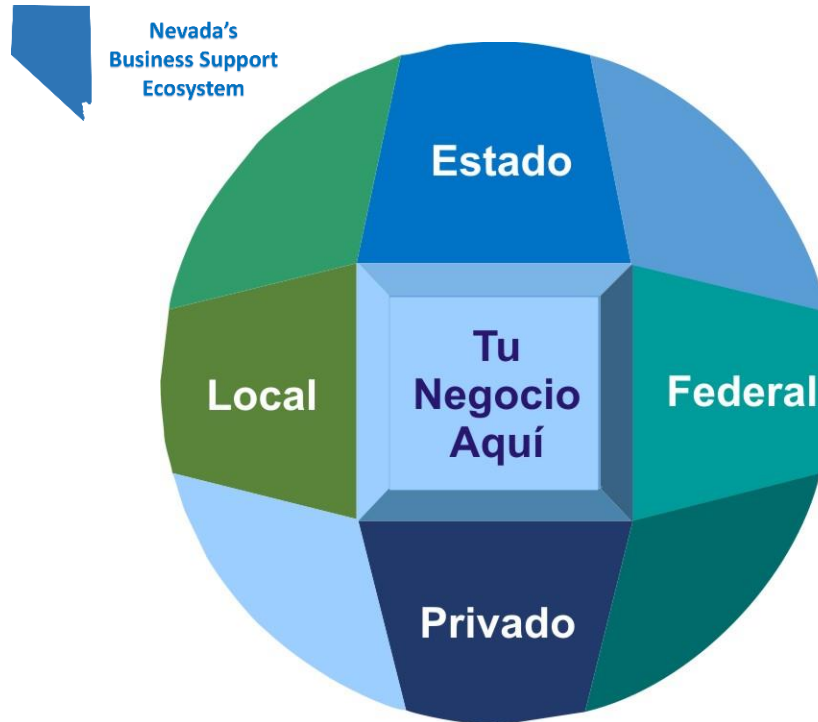 Nevada's
Business Support
Ecosystem
Estado
Local
Tu
Negocio
Aquí
Federal
Privado